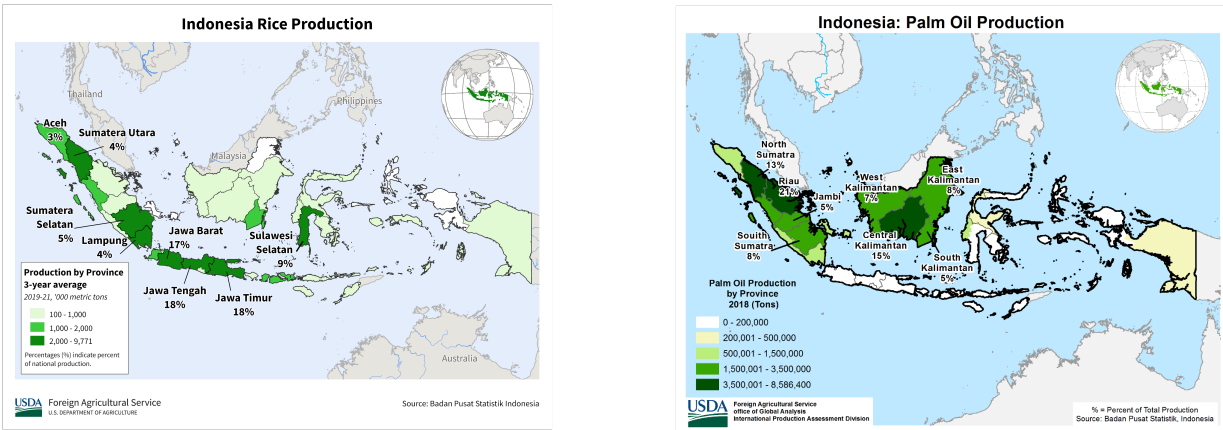 Indonesia Rice Production
Thailand
Philippines
Malaysia
Australia
Aceh
3%
Sumatera Utara
4%
Sumatera
Selatan
5%
Lampung
4%
Jawa Barat
17%
Sulawesi
Selatan
9%
Jawa Tengah
18%
Jawa Timur
18%
Production by Province
3-year average
2019-21, '000 metric tons
100 - 1,000
1,000 - 2,000
2,000 - 9,771
Percentages (%) indicate percent
of national production.
USDA
Foreign Agricultural Service
U.S. DEPARTMENT OF AGRICULTURE
Source: Badan Pusat Statistik Indonesia
Indonesia: Palm Oil Production
North
Sumatra
13%
Riau
21%
Jambi
5%
West
Kalimantan
7%
East
Kalimantan
8%
South
Sumatra
8%
Central
Kalimantan
15%
South
Kalimantan
5%
Palm Oil Production
by Province
2018 (Tons)
0 - 200,000
200,001 - 500,000
500,001 - 1,500,000
1,500,001 - 3,500,000
3,500,001 - 8,586,400
USDA
Foreign Agricultural Service
office of Global Analysis
International Production Assessment Division
% = Percent of Total Production
Source: Badan Pusat Statistik, Indonesia